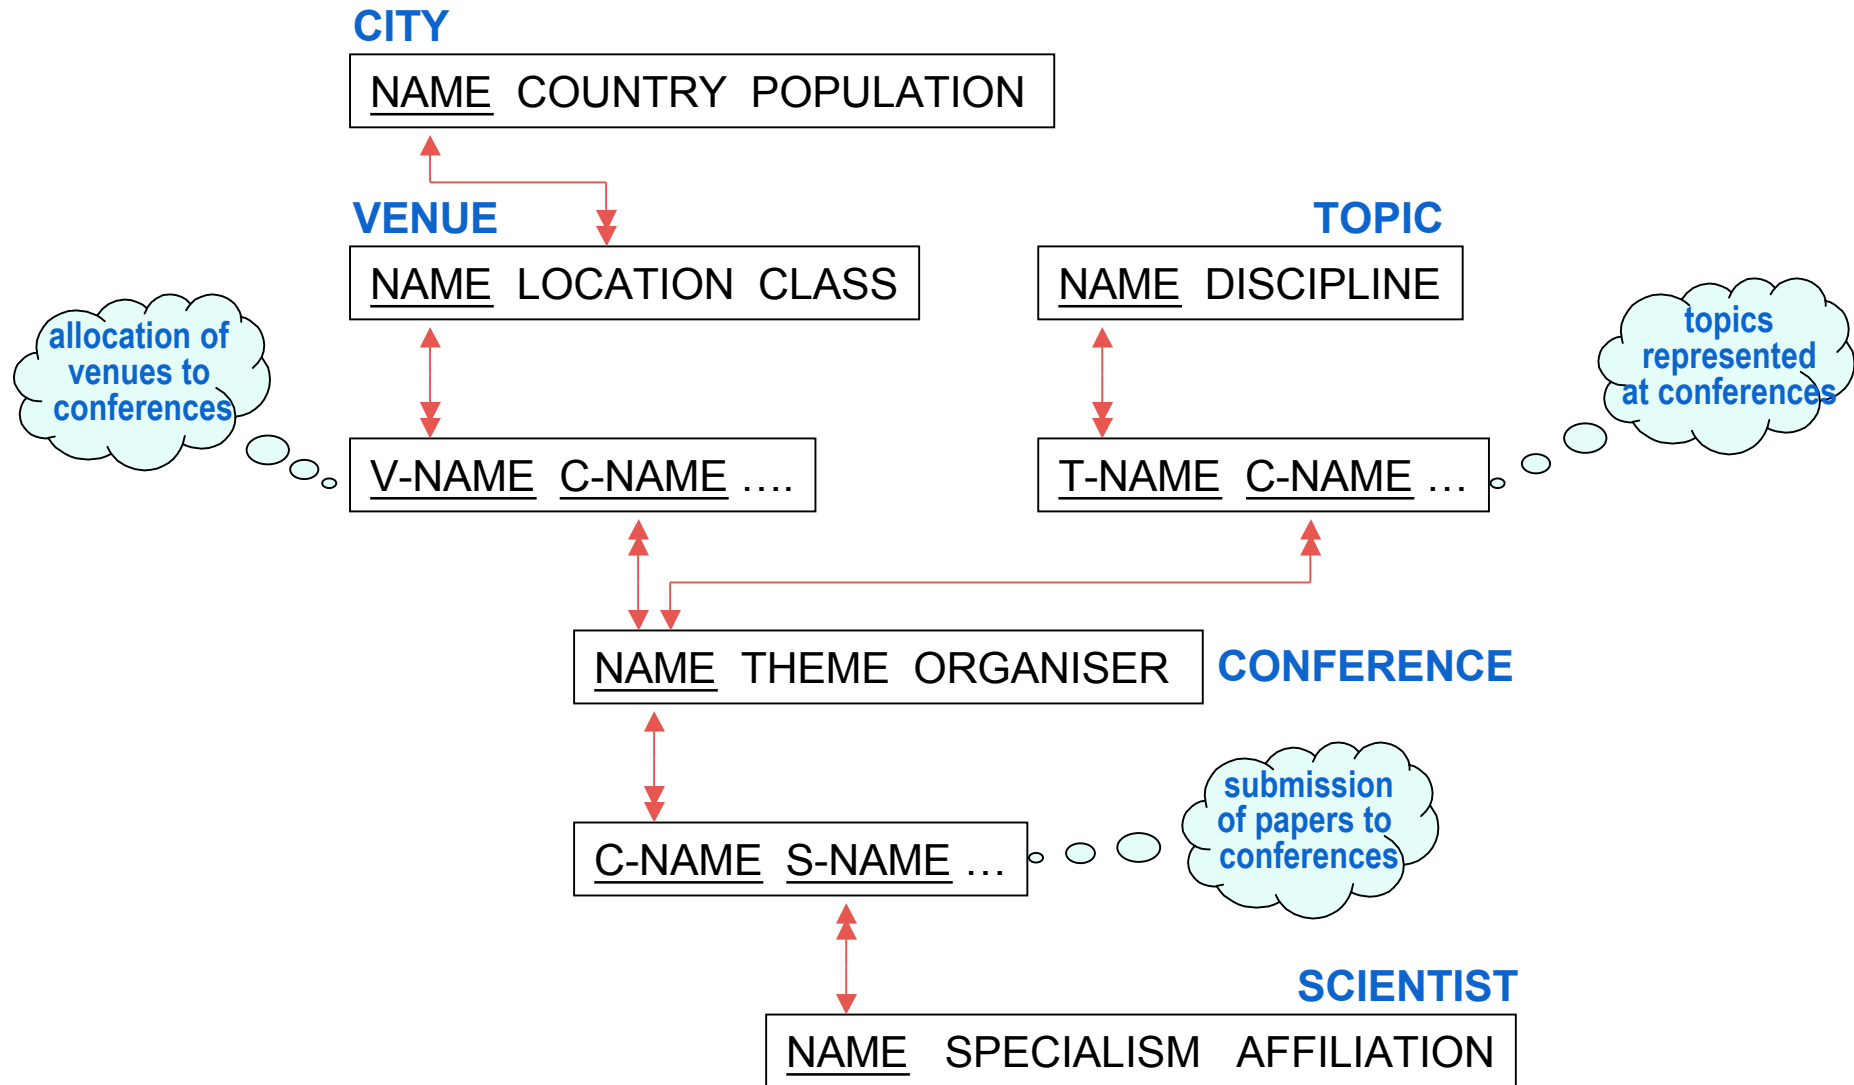 CITY
NAME COUNTRY POPULATION
VENUE
NAME LOCATION CLASS
TOPIC
NAME DISCIPLINE
allocation of
venues to
conferences
topics
represented
at conferences
V-NAME C-NAME ….
T-NAME C-NAME …
NAME THEME ORGANISER
CONFERENCE
submission
of papers to
conferences
C-NAME S-NAME …
SCIENTIST
NAME SPECIALISM AFFILIATION